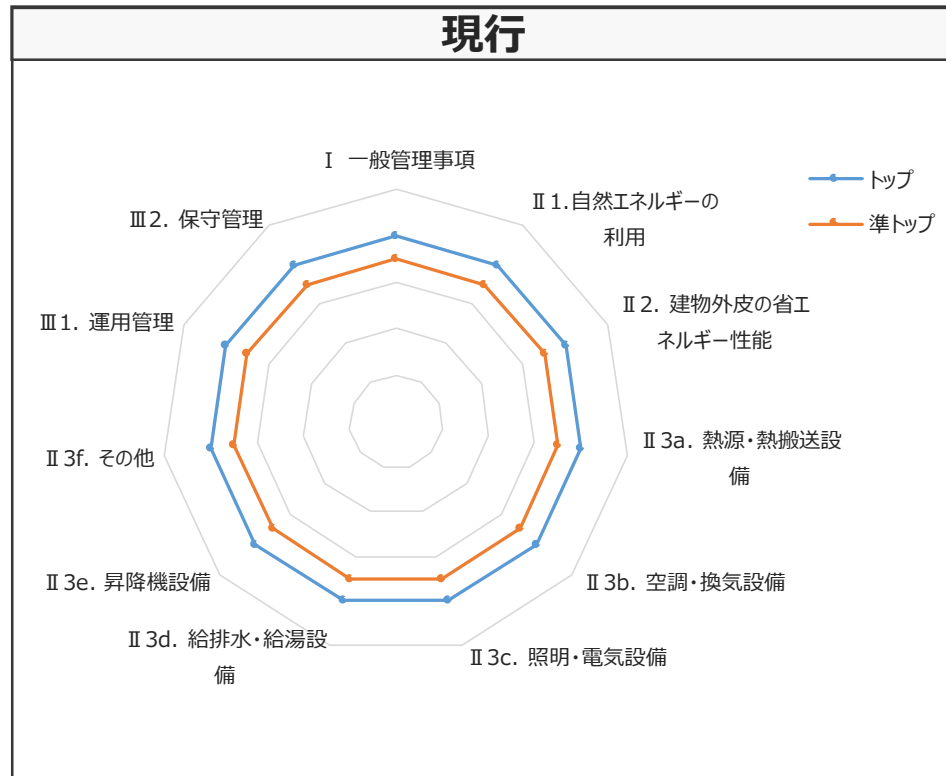 現行
Ⅰ 一般管理事項
Ⅱ1.自然エネルギーの
利用
Ⅱ2. 建物外皮の省エ
ネルギー性能
Ⅱ3a. 熱源・熱搬送設
備
Ⅱ3b. 空調・換気設備
Ⅱ3c. 照明・電気設備
Ⅱ3d. 給排水・給湯設
備
Ⅱ3e. 昇降機設備
Ⅱ3f. その他
Ⅲ1. 運用管理
Ⅲ2. 保守管理
トップ
準トップ